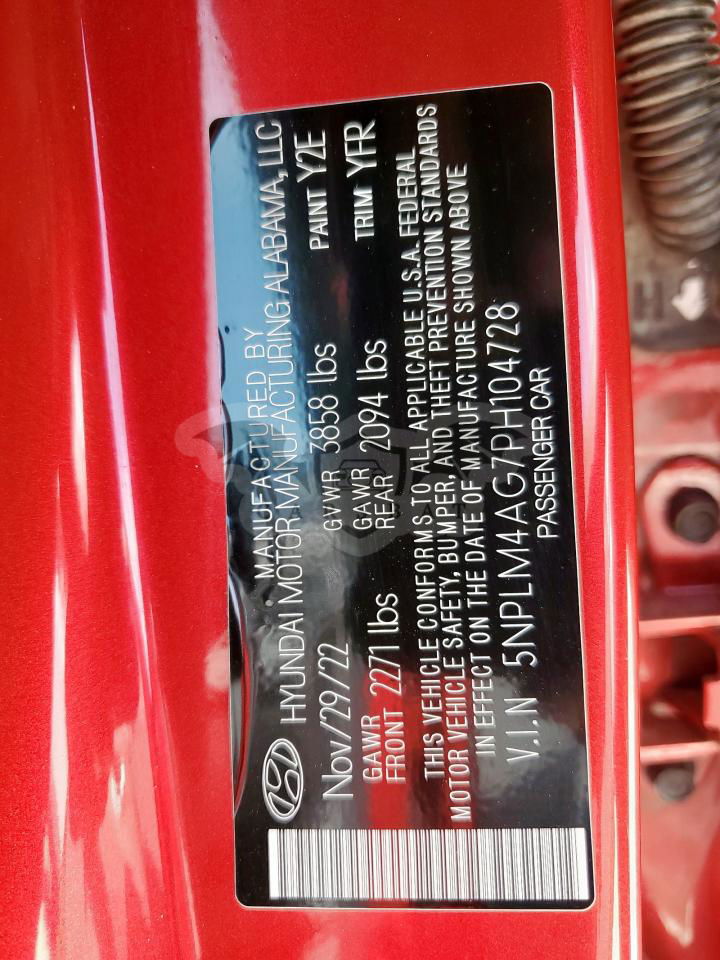 MANUFACTURED BY
HYUNDAI MOTOR MANUFACTURING ALABAMA, LLC
Nov/29/22 GVWR 3858 lbs PAINT Y2E
GAWR FRONT 2271 lbs GAWR REAR 2094 lbs TRIM YFR
THIS VEHICLE CONFORMS TO ALL APPLICABLE U.S.A. FEDERAL
MOTOR VEHICLE SAFETY, BUMPER, AND THEFT PREVENTION STANDARDS
IN EFFECT ON THE DATE OF MANUFACTURE SHOWN ABOVE
V.I.N 5NPLM4AG7PH104728
PASSENGER CAR